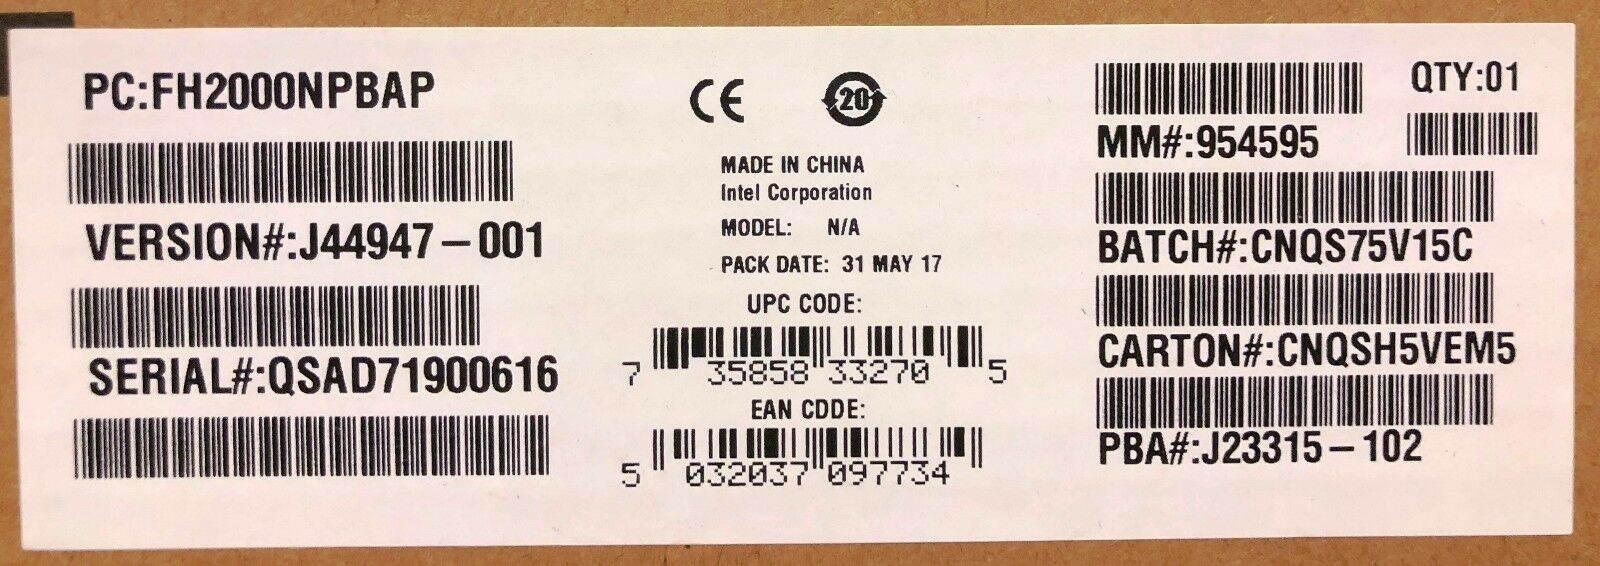 PC:FH2000NPBAP
VERSION#:J44947-001
SERIAL#:QSAD71900616
CE
20
MADE IN CHINA
Intel Corporation
MODEL: N/A
PACK DATE: 31 MAY 17
UPC CODE:
7 35858 33270 5
EAN CDDE:
5 032037 097734
QTY:01
MM#:954595
BATCH#:CNQS75V15C
CARTON#:CNQSH5VEM5
PBA#:J23315-102